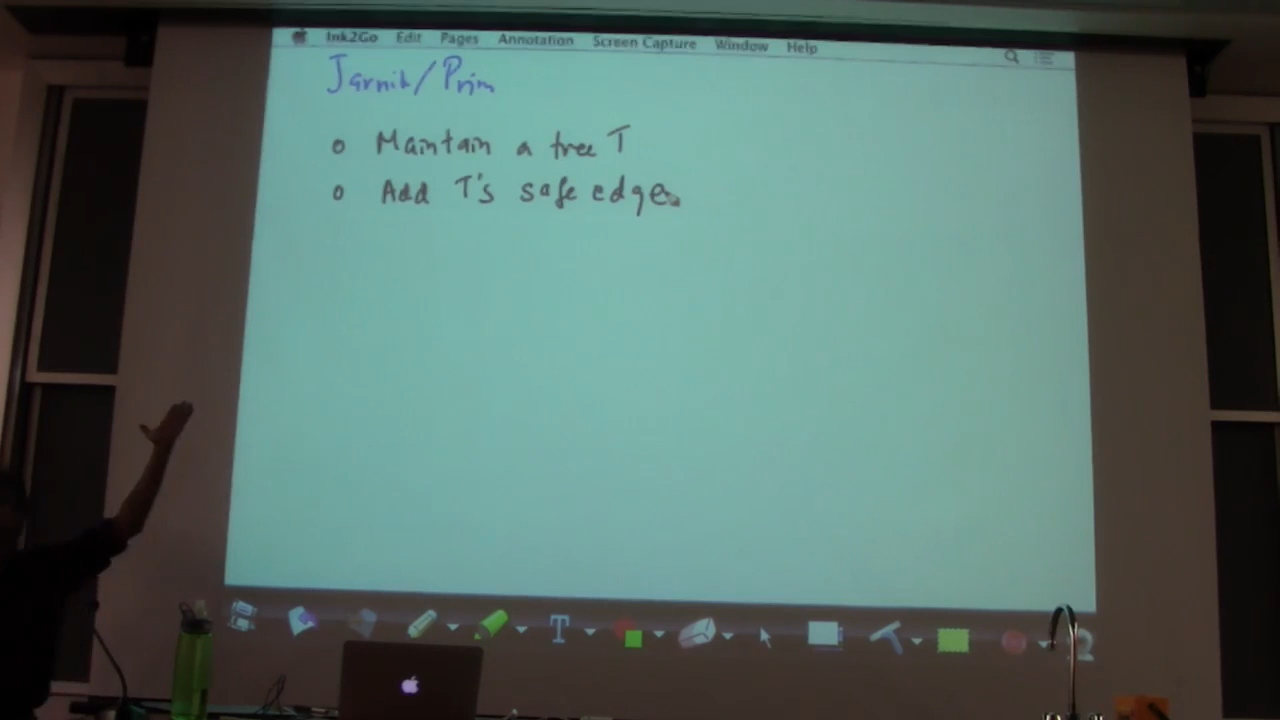 Ink2Go Edit Pages Annotation Screen Capture Window Help
Jarnik/Prim
Maintain a tree T
Add T's safe edge
T